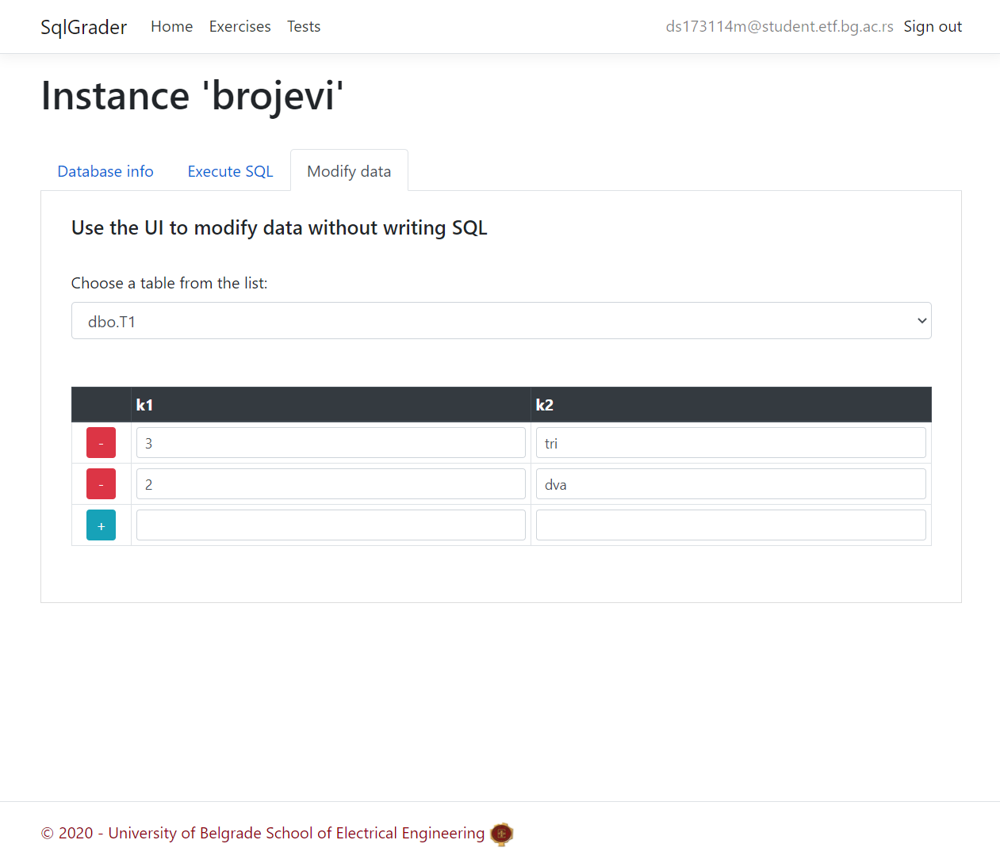 SqlGrader Home Exercises Tests ds173114m@student.etf.bg.ac.rs Sign out
Instance 'brojevi'
Database info Execute SQL Modify data
Use the UI to modify data without writing SQL
Choose a table from the list:
dbo.T1
k1 k2
- 3 tri
- 2 dva
+
© 2020 - University of Belgrade School of Electrical Engineering